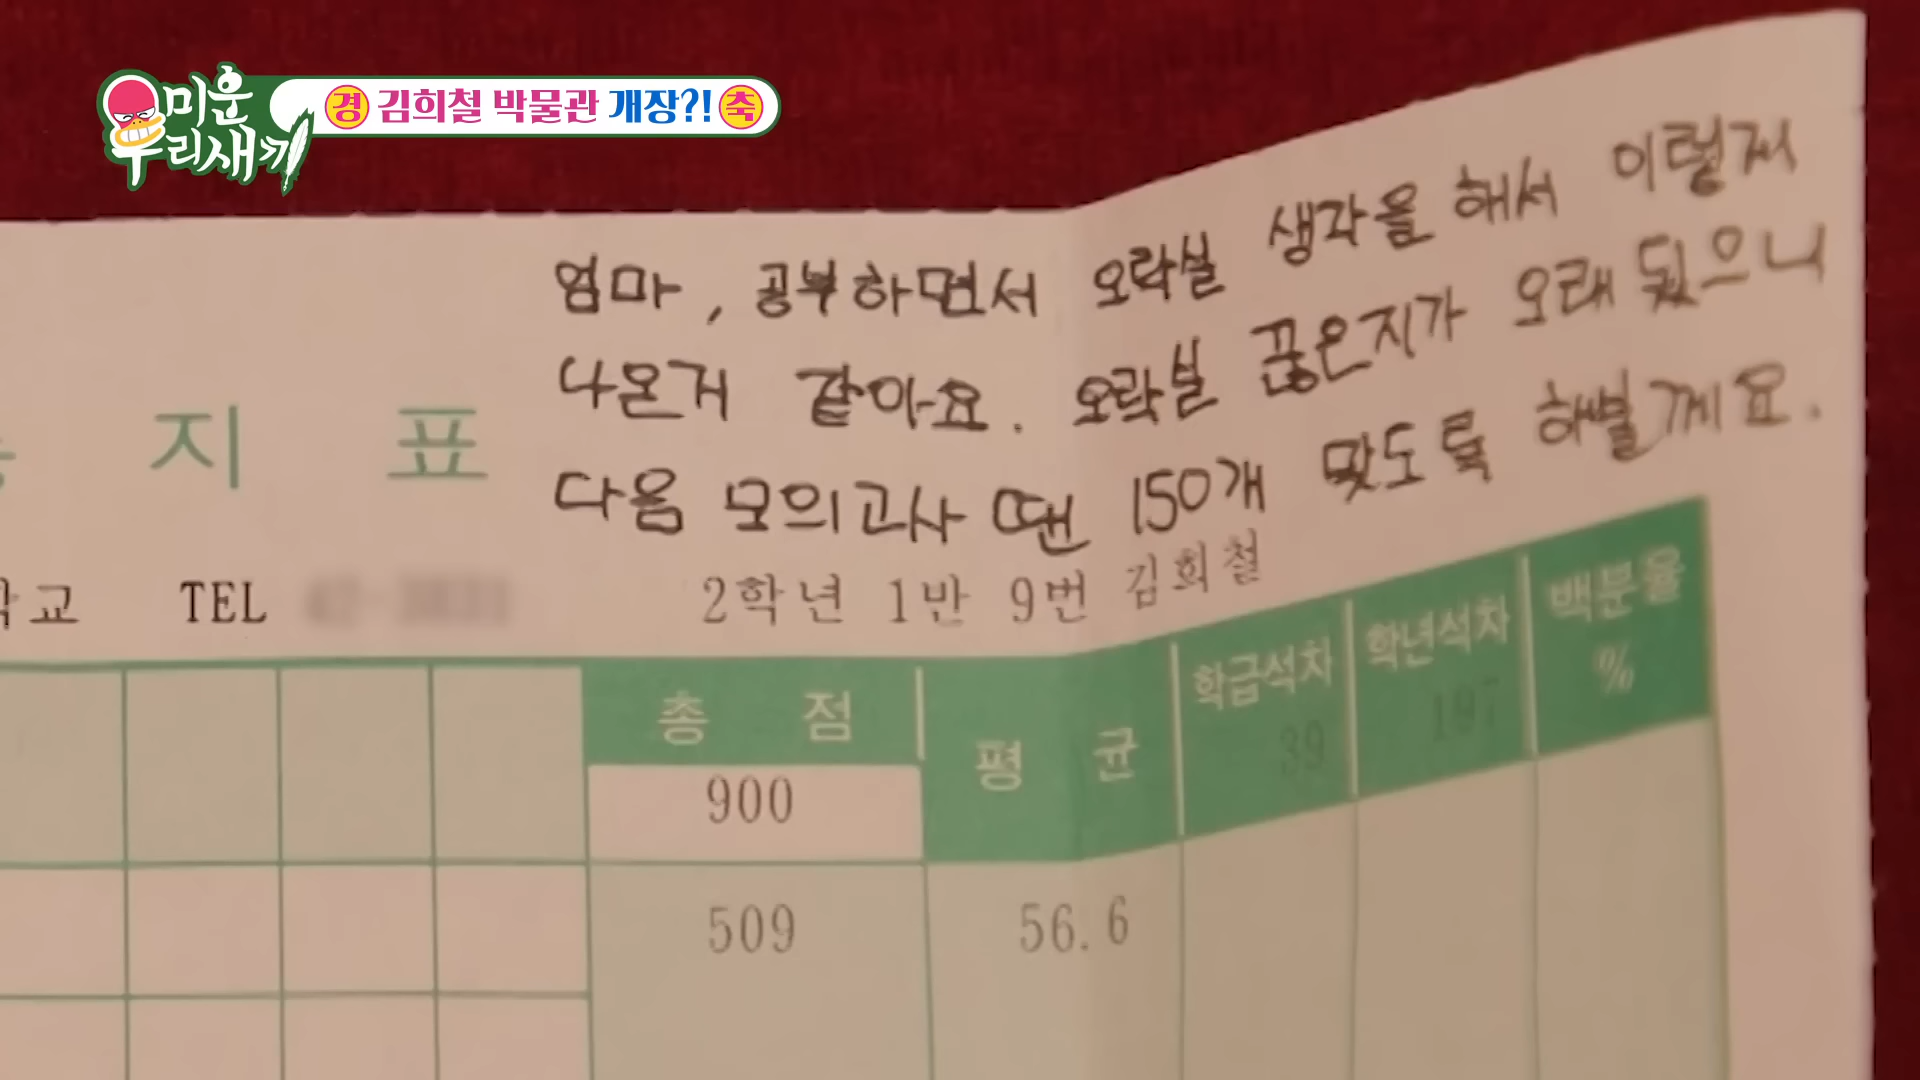 미운 우리새끼
경 김희철 박물관 개장?! 축
엄마, 공부하면서 오락실 생각을 해서 이렇게
나온거 같아요. 오락실 끊은지가 오래 됬으니
다음 모의고사 땐 150개 맞도록 해볼께요.
지 표
교 TEL
2학년 1반 9번 김희철
총 점 평 균 학급석차 학년석차 백분율 %
39 197
900
509 56.6